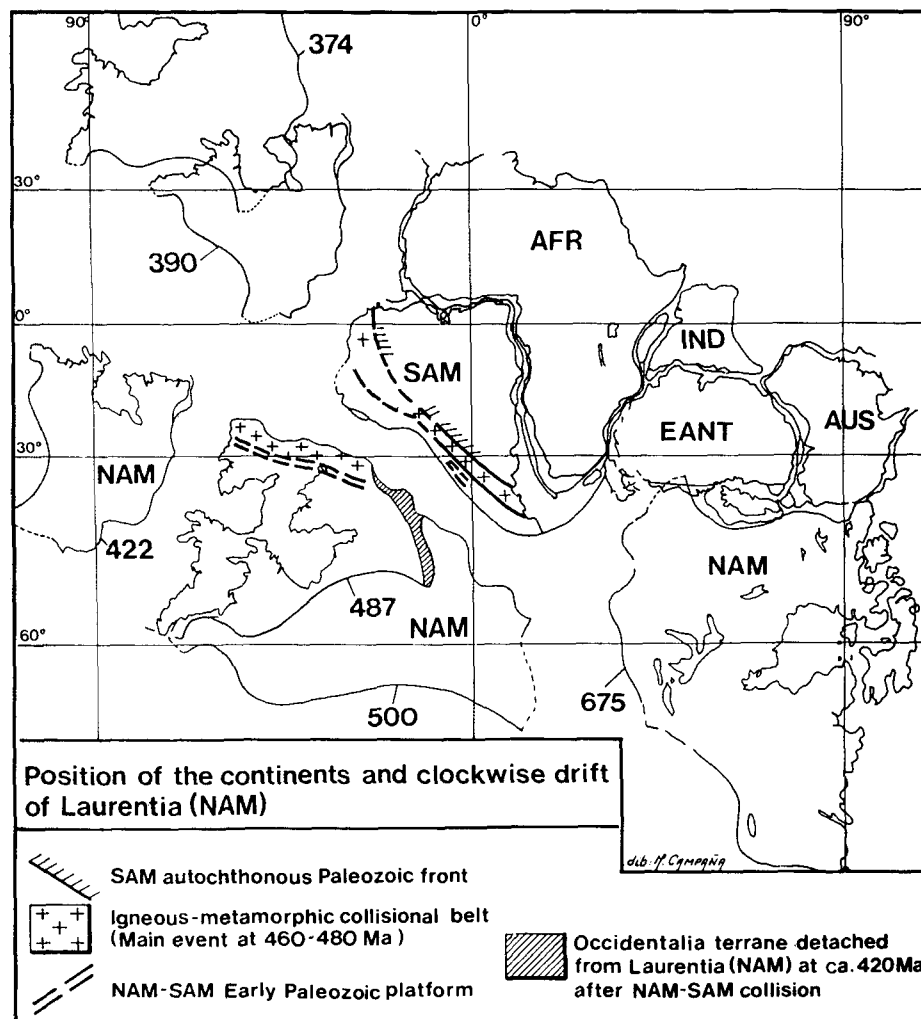 90°
0°
90°
374
30°
AFR
390
0°
IND
SAM
EANT
AUS
30°
NAM
422
NAM
487
NAM
60°
675
500
Position of the continents and clockwise drift
of Laurentia (NAM)
dib: M. CAMPAÑA
SAM autochthonous Paleozoic front
Igneous-metamorphic collisional belt
(Main event at 460-480 Ma)
NAM-SAM Early Paleozoic platform
Occidentalia terrane detached
from Laurentia (NAM) at ca. 420Ma
after NAM-SAM collision